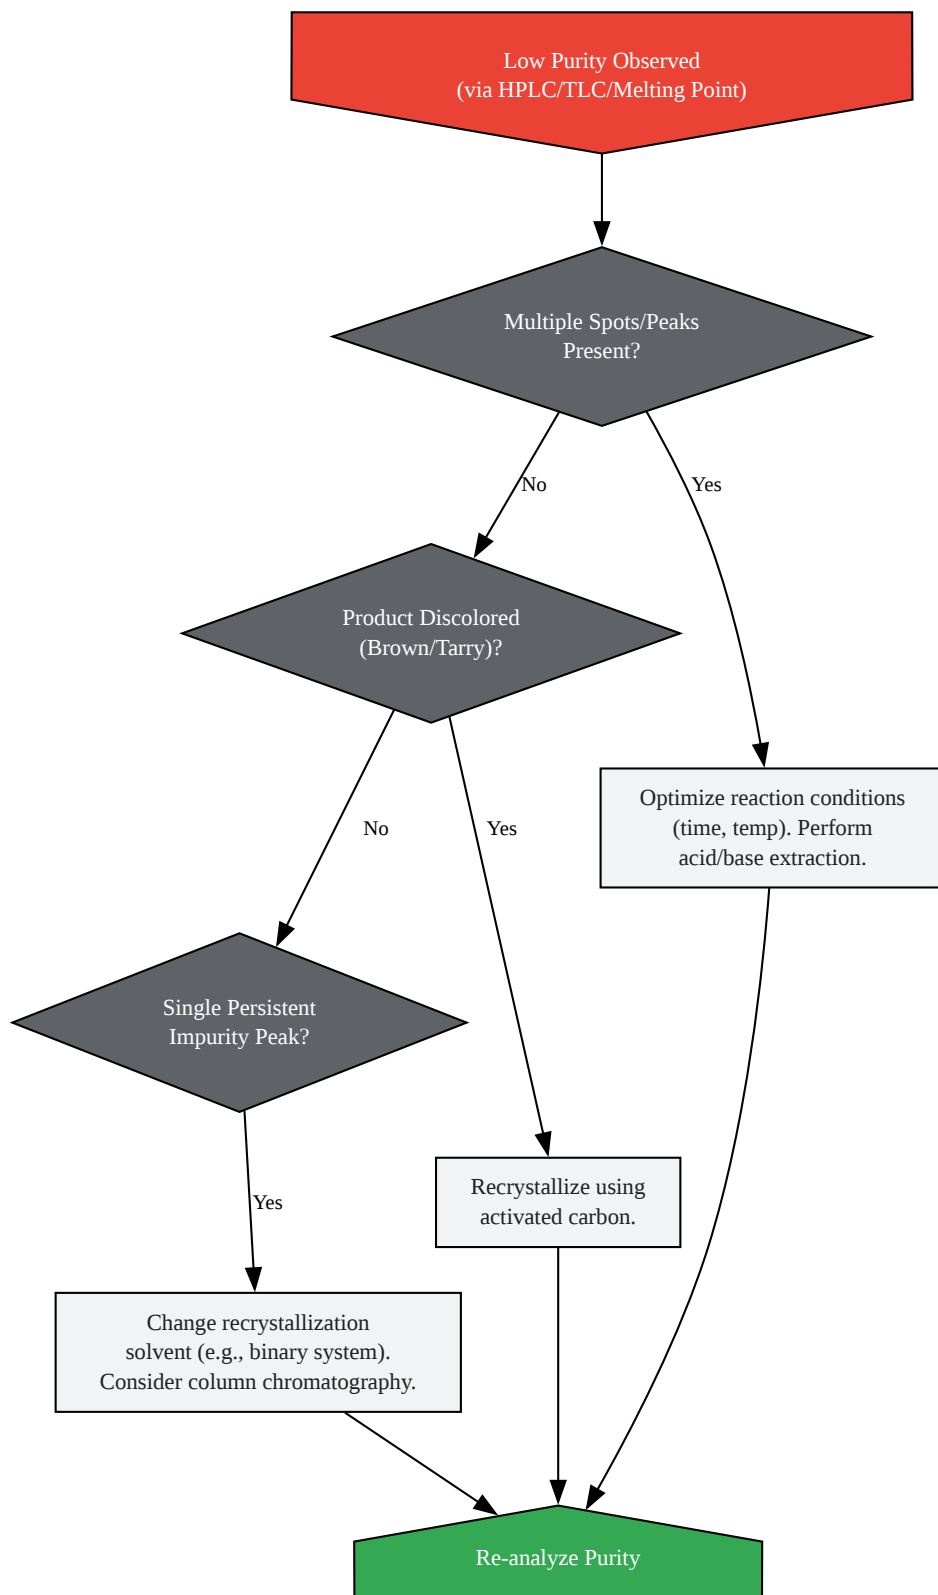 Low Purity Observed
(via HPLC/TLC/Melting Point)
Multiple Spots/Peaks
Present?
No
Yes
Product Discolored
(Brown/Tarry)?
Optimize reaction conditions
(time, temp). Perform
acid/base extraction.
No
Yes
Single Persistent
Impurity Peak?
Recrystallize using
activated carbon.
Yes
Change recrystallization
solvent (e.g., binary system).
Consider column chromatography.
Re-analyze Purity